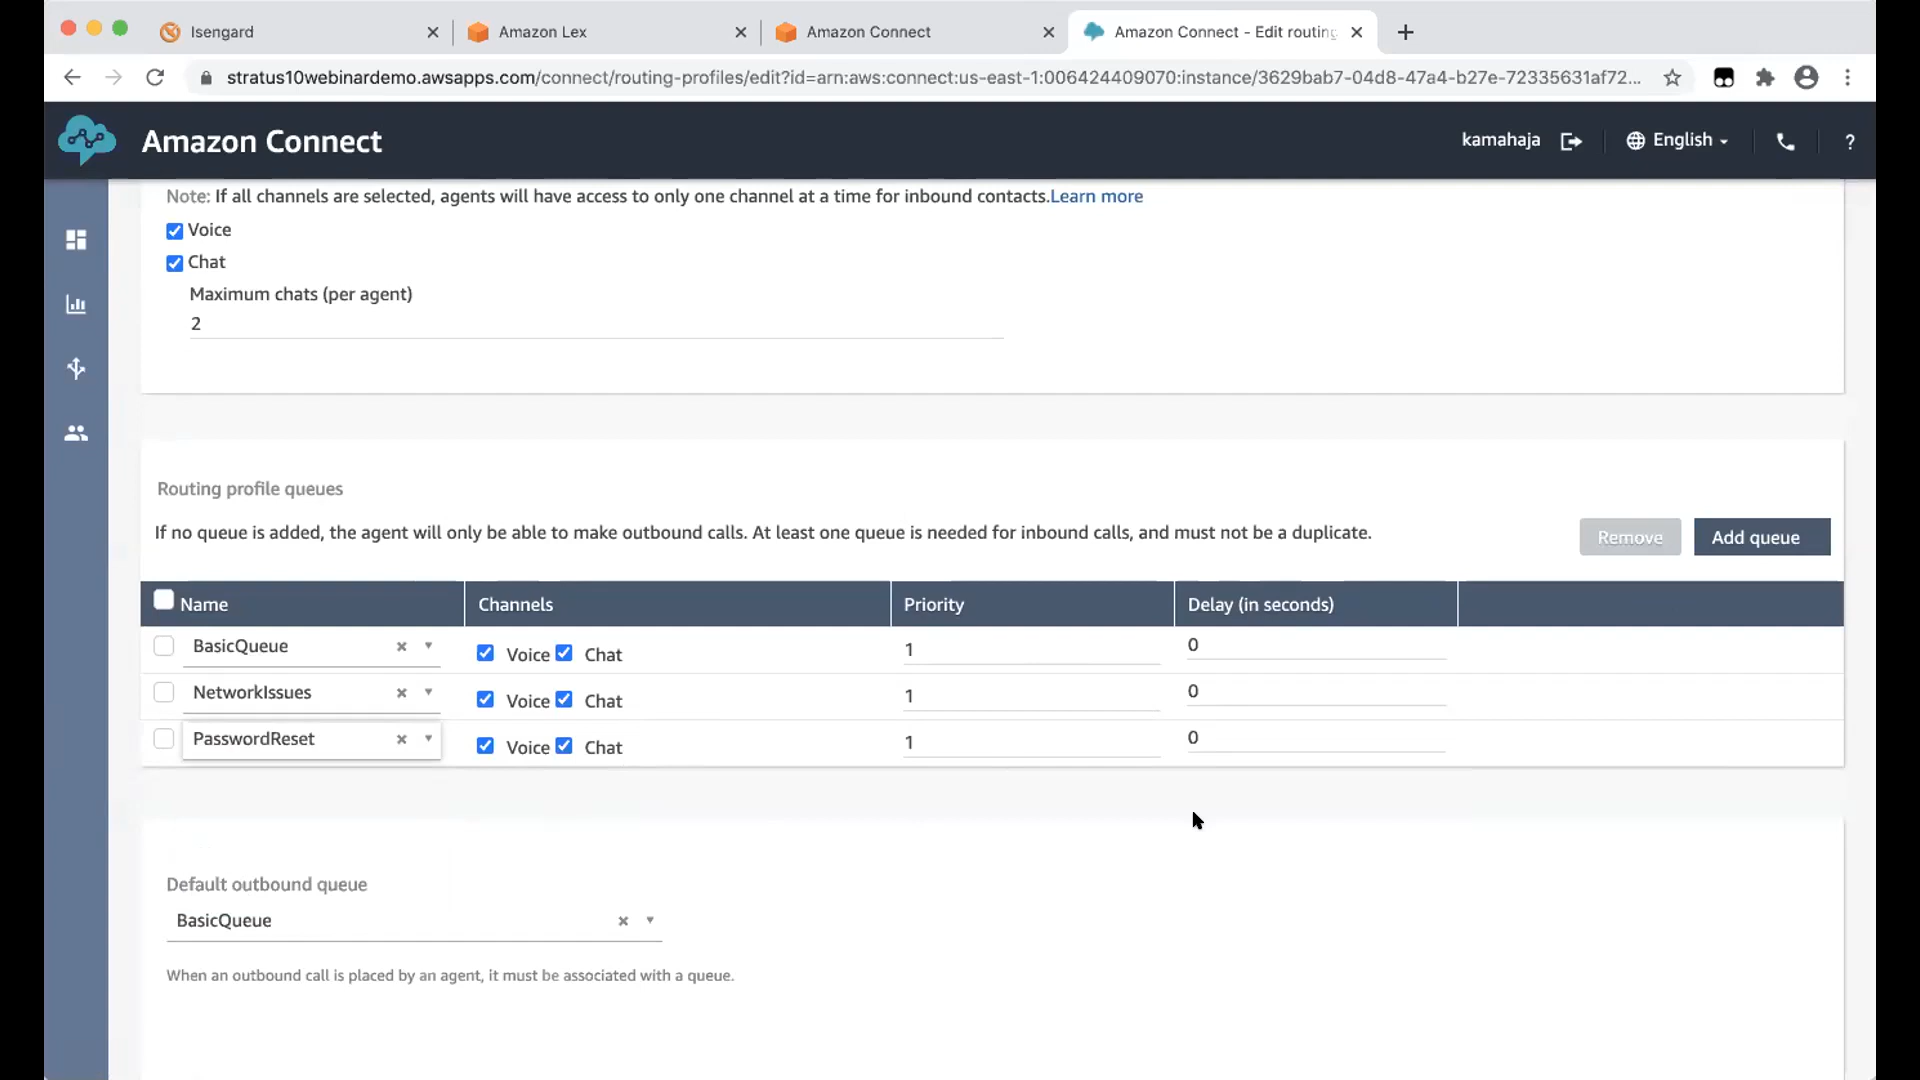 Isengard
Amazon Lex
Amazon Connect
Amazon Connect - Edit routing
stratus10webinardemo.awsapps.com/connect/routing-profiles/edit?id=arn:aws:connect:us-east-1:006424409070:instance/3629bab7-04d8-47a4-b27e-72335631af72...
Amazon Connect
kamahaja
English
?
Note: If all channels are selected, agents will have access to only one channel at a time for inbound contacts.Learn more
Voice
Chat
Maximum chats (per agent)
2
Routing profile queues
If no queue is added, the agent will only be able to make outbound calls. At least one queue is needed for inbound calls, and must not be a duplicate.
Remove
Add queue
Name Channels Priority Delay (in seconds)
BasicQueue Voice Chat 1 0
NetworkIssues Voice Chat 1 0
PasswordReset Voice Chat 1 0
Default outbound queue
BasicQueue
When an outbound call is placed by an agent, it must be associated with a queue.